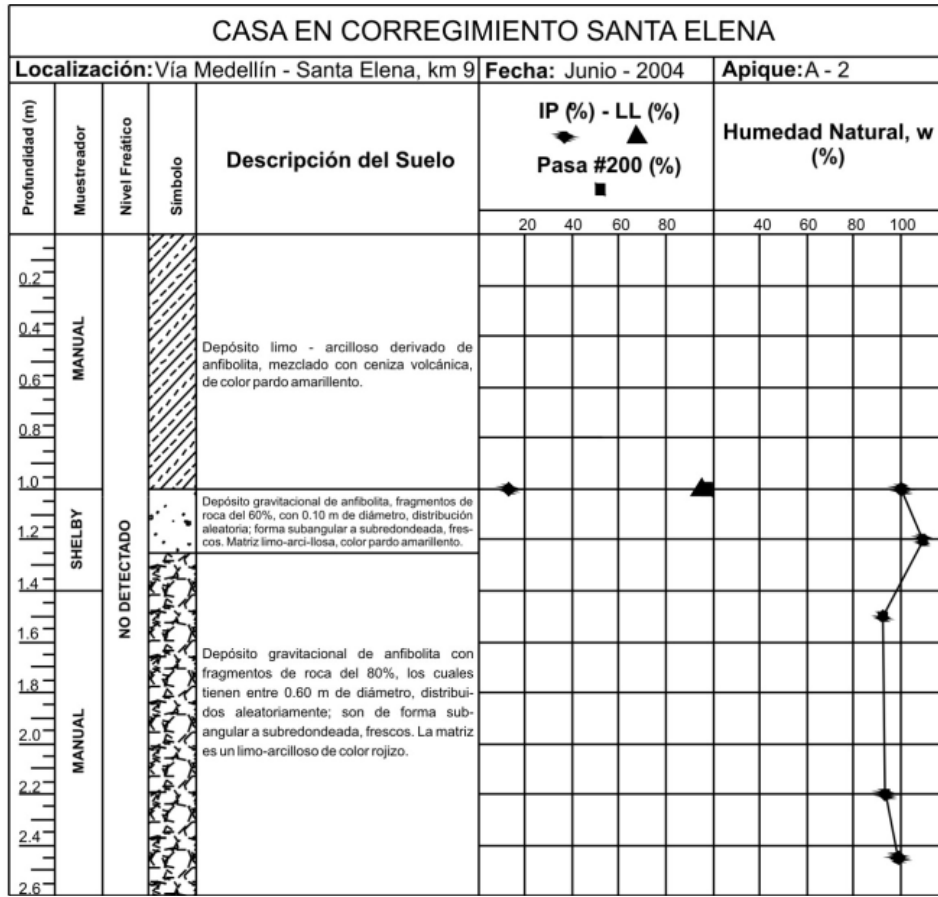 CASA EN CORREGIMIENTO SANTA ELENA
Localización: Vía Medellín - Santa Elena, km 9 Fecha: Junio - 2004 Apique: A - 2
Profundidad (m)
Muestreador
Nivel Freático
Símbolo
Descripción del Suelo
IP (%) - LL (%)
Pasa #200 (%)
Humedad Natural, w
(%)
20 40 60 80 40 60 80 100
0.2
0.4
0.6
0.8
1.0
1.2
1.4
1.6
1.8
2.0
2.2
2.4
2.6
MANUAL
SHELBY
MANUAL
NO DETECTADO
Depósito limo - arcilloso derivado de
anfibolita, mezclado con ceniza volcánica,
de color pardo amarillento.
Depósito gravitacional de anfibolita, fragmentos de
roca del 60%, con 0.10 m de diámetro, distribución
aleatoria; forma subangular a subredondeada, fres-
cos. Matriz limo-arci-llosa, color pardo amarillento.
Depósito gravitacional de anfibolita con
fragmentos de roca del 80%, los cuales
tienen entre 0.60 m de diámetro, distribui-
dos aleatoriamente; son de forma sub-
angular a subredondeada, frescos. La matriz
es un limo-arcilloso de color rojizo.